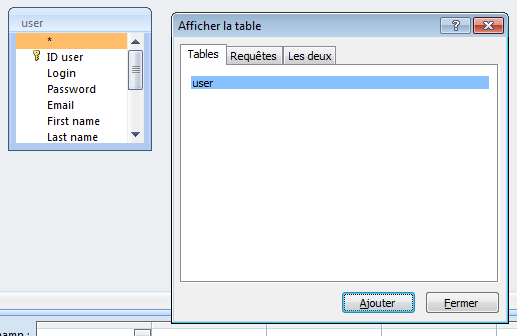 user
*
ID user
Login
Password
Email
First name
Last name
Afficher la table
?
Tables
Requêtes
Les deux
user
Ajouter
Fermer